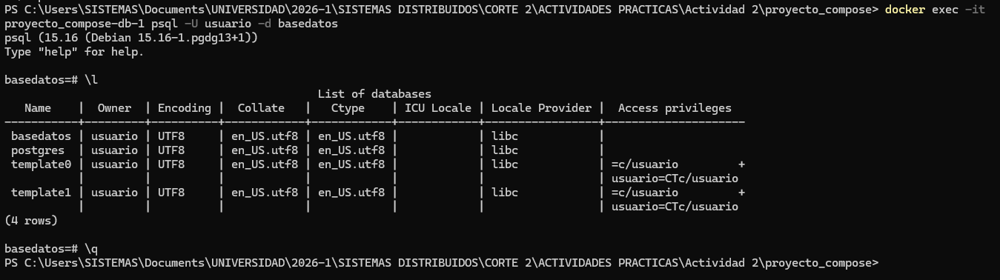 PS C:\Users\SISTEMAS\Documents\UNIVERSIDAD\2026-1\SISTEMAS DISTRIBUIDOS\CORTE 2\ACTIVIDADES PRACTICAS\Actividad 2\proyecto_compose> docker exec -it
proyecto_compose-db-1 psql -U usuario -d basedatos
psql (15.16 (Debian 15.16-1.pgdg13+1))
Type "help" for help.

basedatos=# \l
                                               List of databases
   Name    |  Owner  | Encoding |  Collate   |   Ctype    | ICU Locale | Locale Provider |  Access privileges
-----------+---------+----------+------------+------------+------------+-----------------+---------------------
 basedatos | usuario | UTF8     | en_US.utf8 | en_US.utf8 |            | libc            |
 postgres  | usuario | UTF8     | en_US.utf8 | en_US.utf8 |            | libc            |
 template0 | usuario | UTF8     | en_US.utf8 | en_US.utf8 |            | libc            | =c/usuario         +
           |         |          |            |            |            |                 | usuario=CTc/usuario
 template1 | usuario | UTF8     | en_US.utf8 | en_US.utf8 |            | libc            | =c/usuario         +
           |         |          |            |            |            |                 | usuario=CTc/usuario
(4 rows)

basedatos=# \q
PS C:\Users\SISTEMAS\Documents\UNIVERSIDAD\2026-1\SISTEMAS DISTRIBUIDOS\CORTE 2\ACTIVIDADES PRACTICAS\Actividad 2\proyecto_compose>